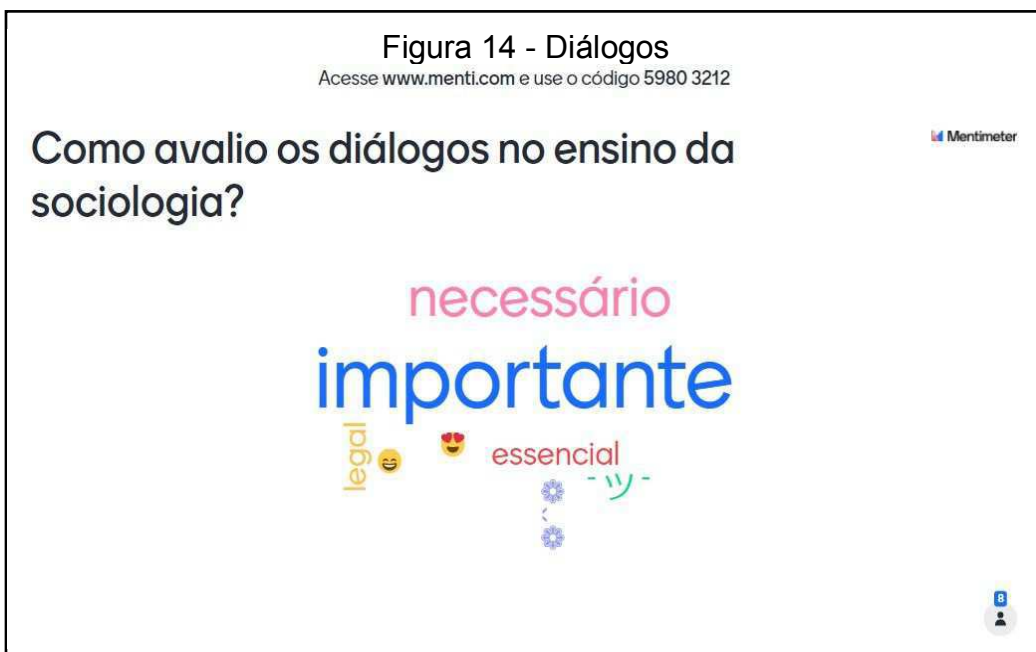 Figura 14 - Diálogos
Acesse www.menti.com e use o código 5980 3212
Mentimeter
Como avalio os diálogos no ensino da
sociologia?
necessário
importante
legal
essencial
- ツ -
8